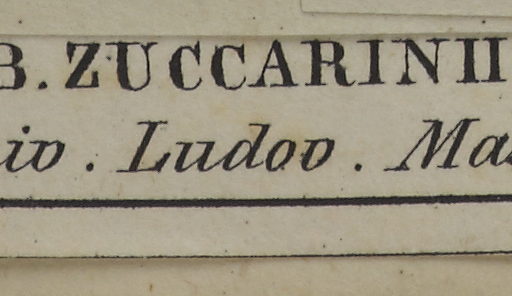 B. ZUCCARINII
iv. Ludov. Ma